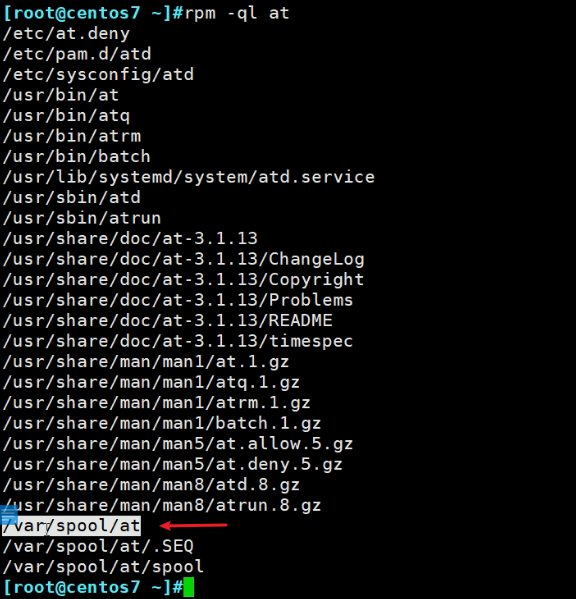 [root@centos7 ~]#rpm -ql at
/etc/at.deny
/etc/pam.d/atd
/etc/sysconfig/atd
/usr/bin/at
/usr/bin/atq
/usr/bin/atrm
/usr/bin/batch
/usr/lib/systemd/system/atd.service
/usr/sbin/atd
/usr/sbin/atrun
/usr/share/doc/at-3.1.13
/usr/share/doc/at-3.1.13/ChangeLog
/usr/share/doc/at-3.1.13/Copyright
/usr/share/doc/at-3.1.13/Problems
/usr/share/doc/at-3.1.13/README
/usr/share/doc/at-3.1.13/timespec
/usr/share/man/man1/at.1.gz
/usr/share/man/man1/atq.1.gz
/usr/share/man/man1/atrm.1.gz
/usr/share/man/man1/batch.1.gz
/usr/share/man/man5/at.allow.5.gz
/usr/share/man/man5/at.deny.5.gz
/usr/share/man/man8/atd.8.gz
/usr/share/man/man8/atrun.8.gz
/var/spool/at
/var/spool/at/.SEQ
/var/spool/at/spool
[root@centos7 ~]#